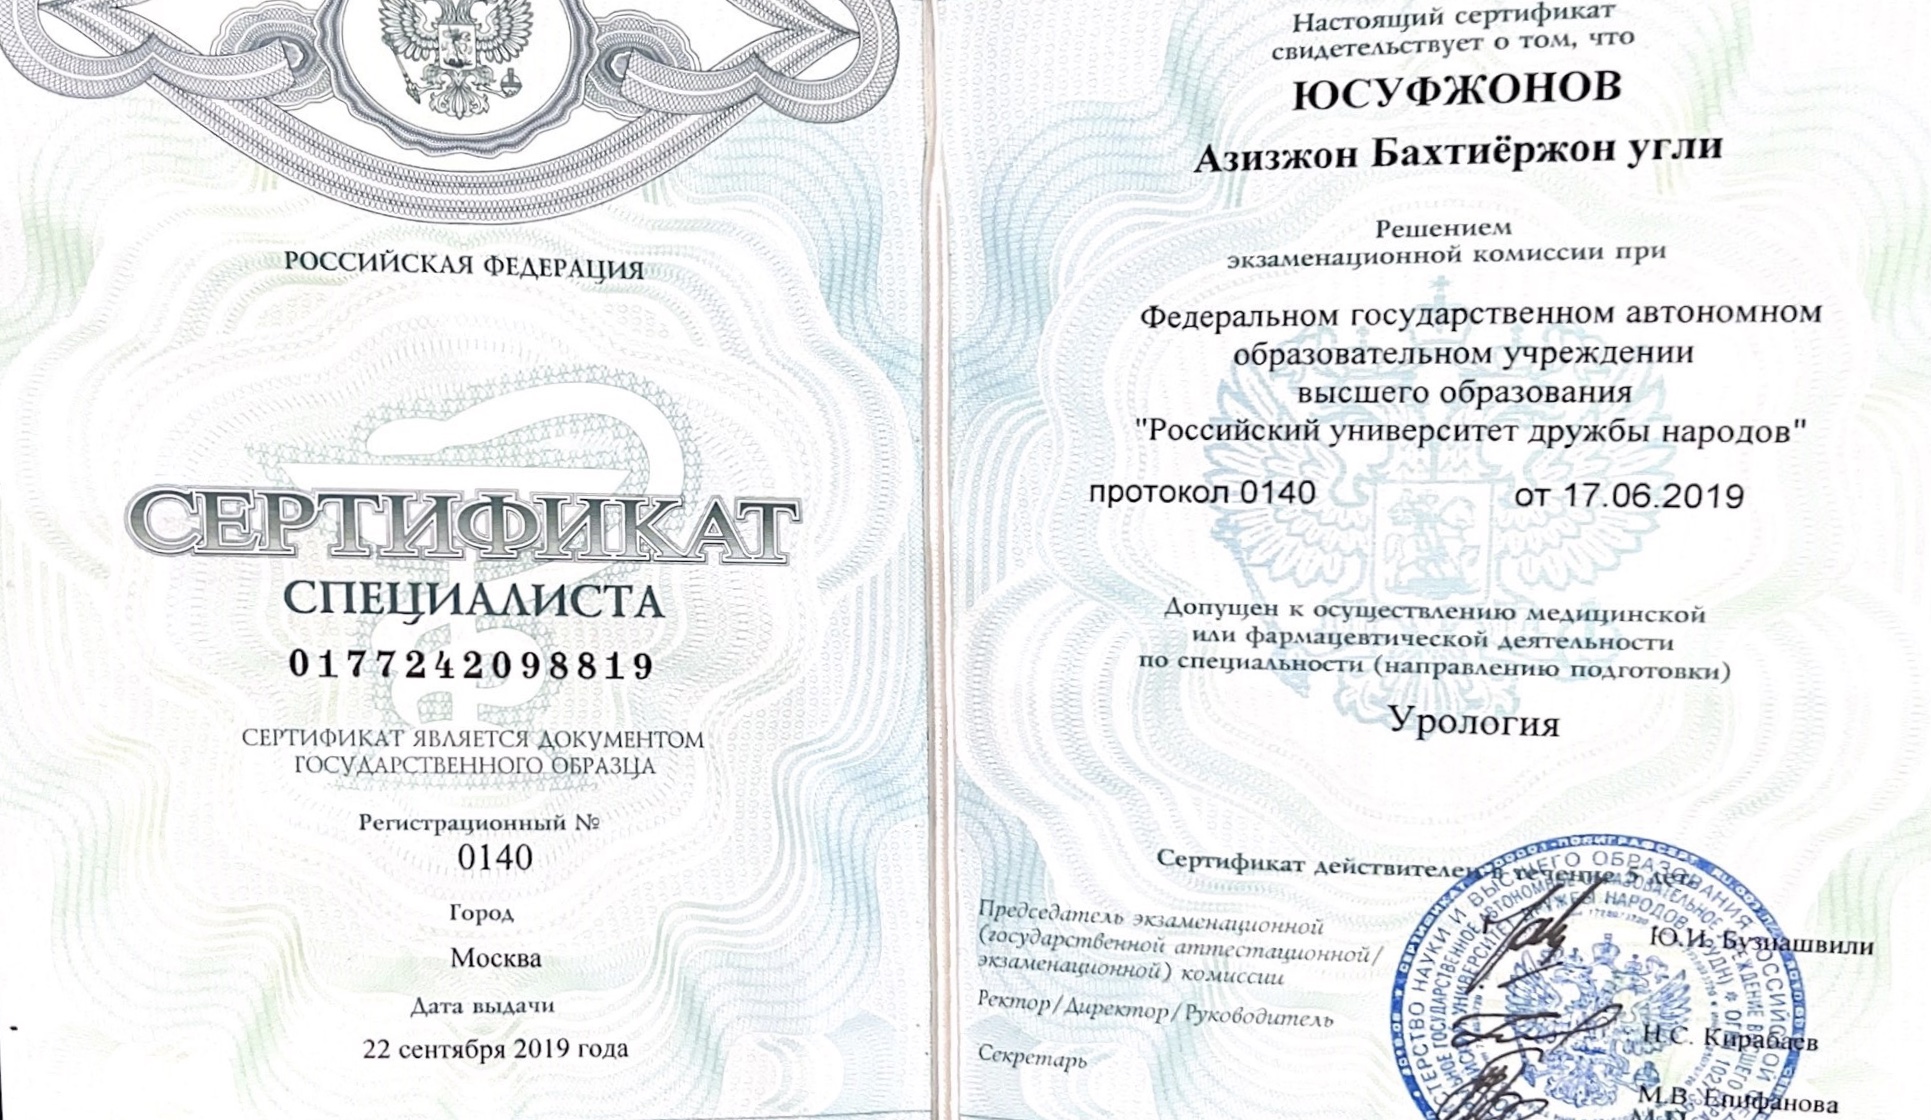 РОССИЙСКАЯ ФЕДЕРАЦИЯ
СЕРТИФИКАТ
СПЕЦИАЛИСТА
0177242098819
СЕРТИФИКАТ ЯВЛЯЕТСЯ ДОКУМЕНТОМ
ГОСУДАРСТВЕННОГО ОБРАЗЦА
Регистрационный №
0140
Город
Москва
Дата выдачи
22 сентября 2019 года
Настоящий сертификат
свидетельствует о том, что
ЮСУФЖОНОВ
Азизжон Бахтиёржон угли
Решением
экзаменационной комиссии при
Федеральном государственном автономном
образовательном учреждении
высшего образования
"Российский университет дружбы народов"
протокол 0140 от 17.06.2019
Допущен к осуществлению медицинской
или фармацевтической деятельности
по специальности (направлению подготовки)
Урология
Сертификат действителен в течение 5 лет
Председатель экзаменационной
(государственной аттестационной/
экзаменационной) комиссии
Ю.И. Бузиашвили
Ректор/Директор/Руководитель
Н.С. Кирабаев
Секретарь
М.В. Епифанова